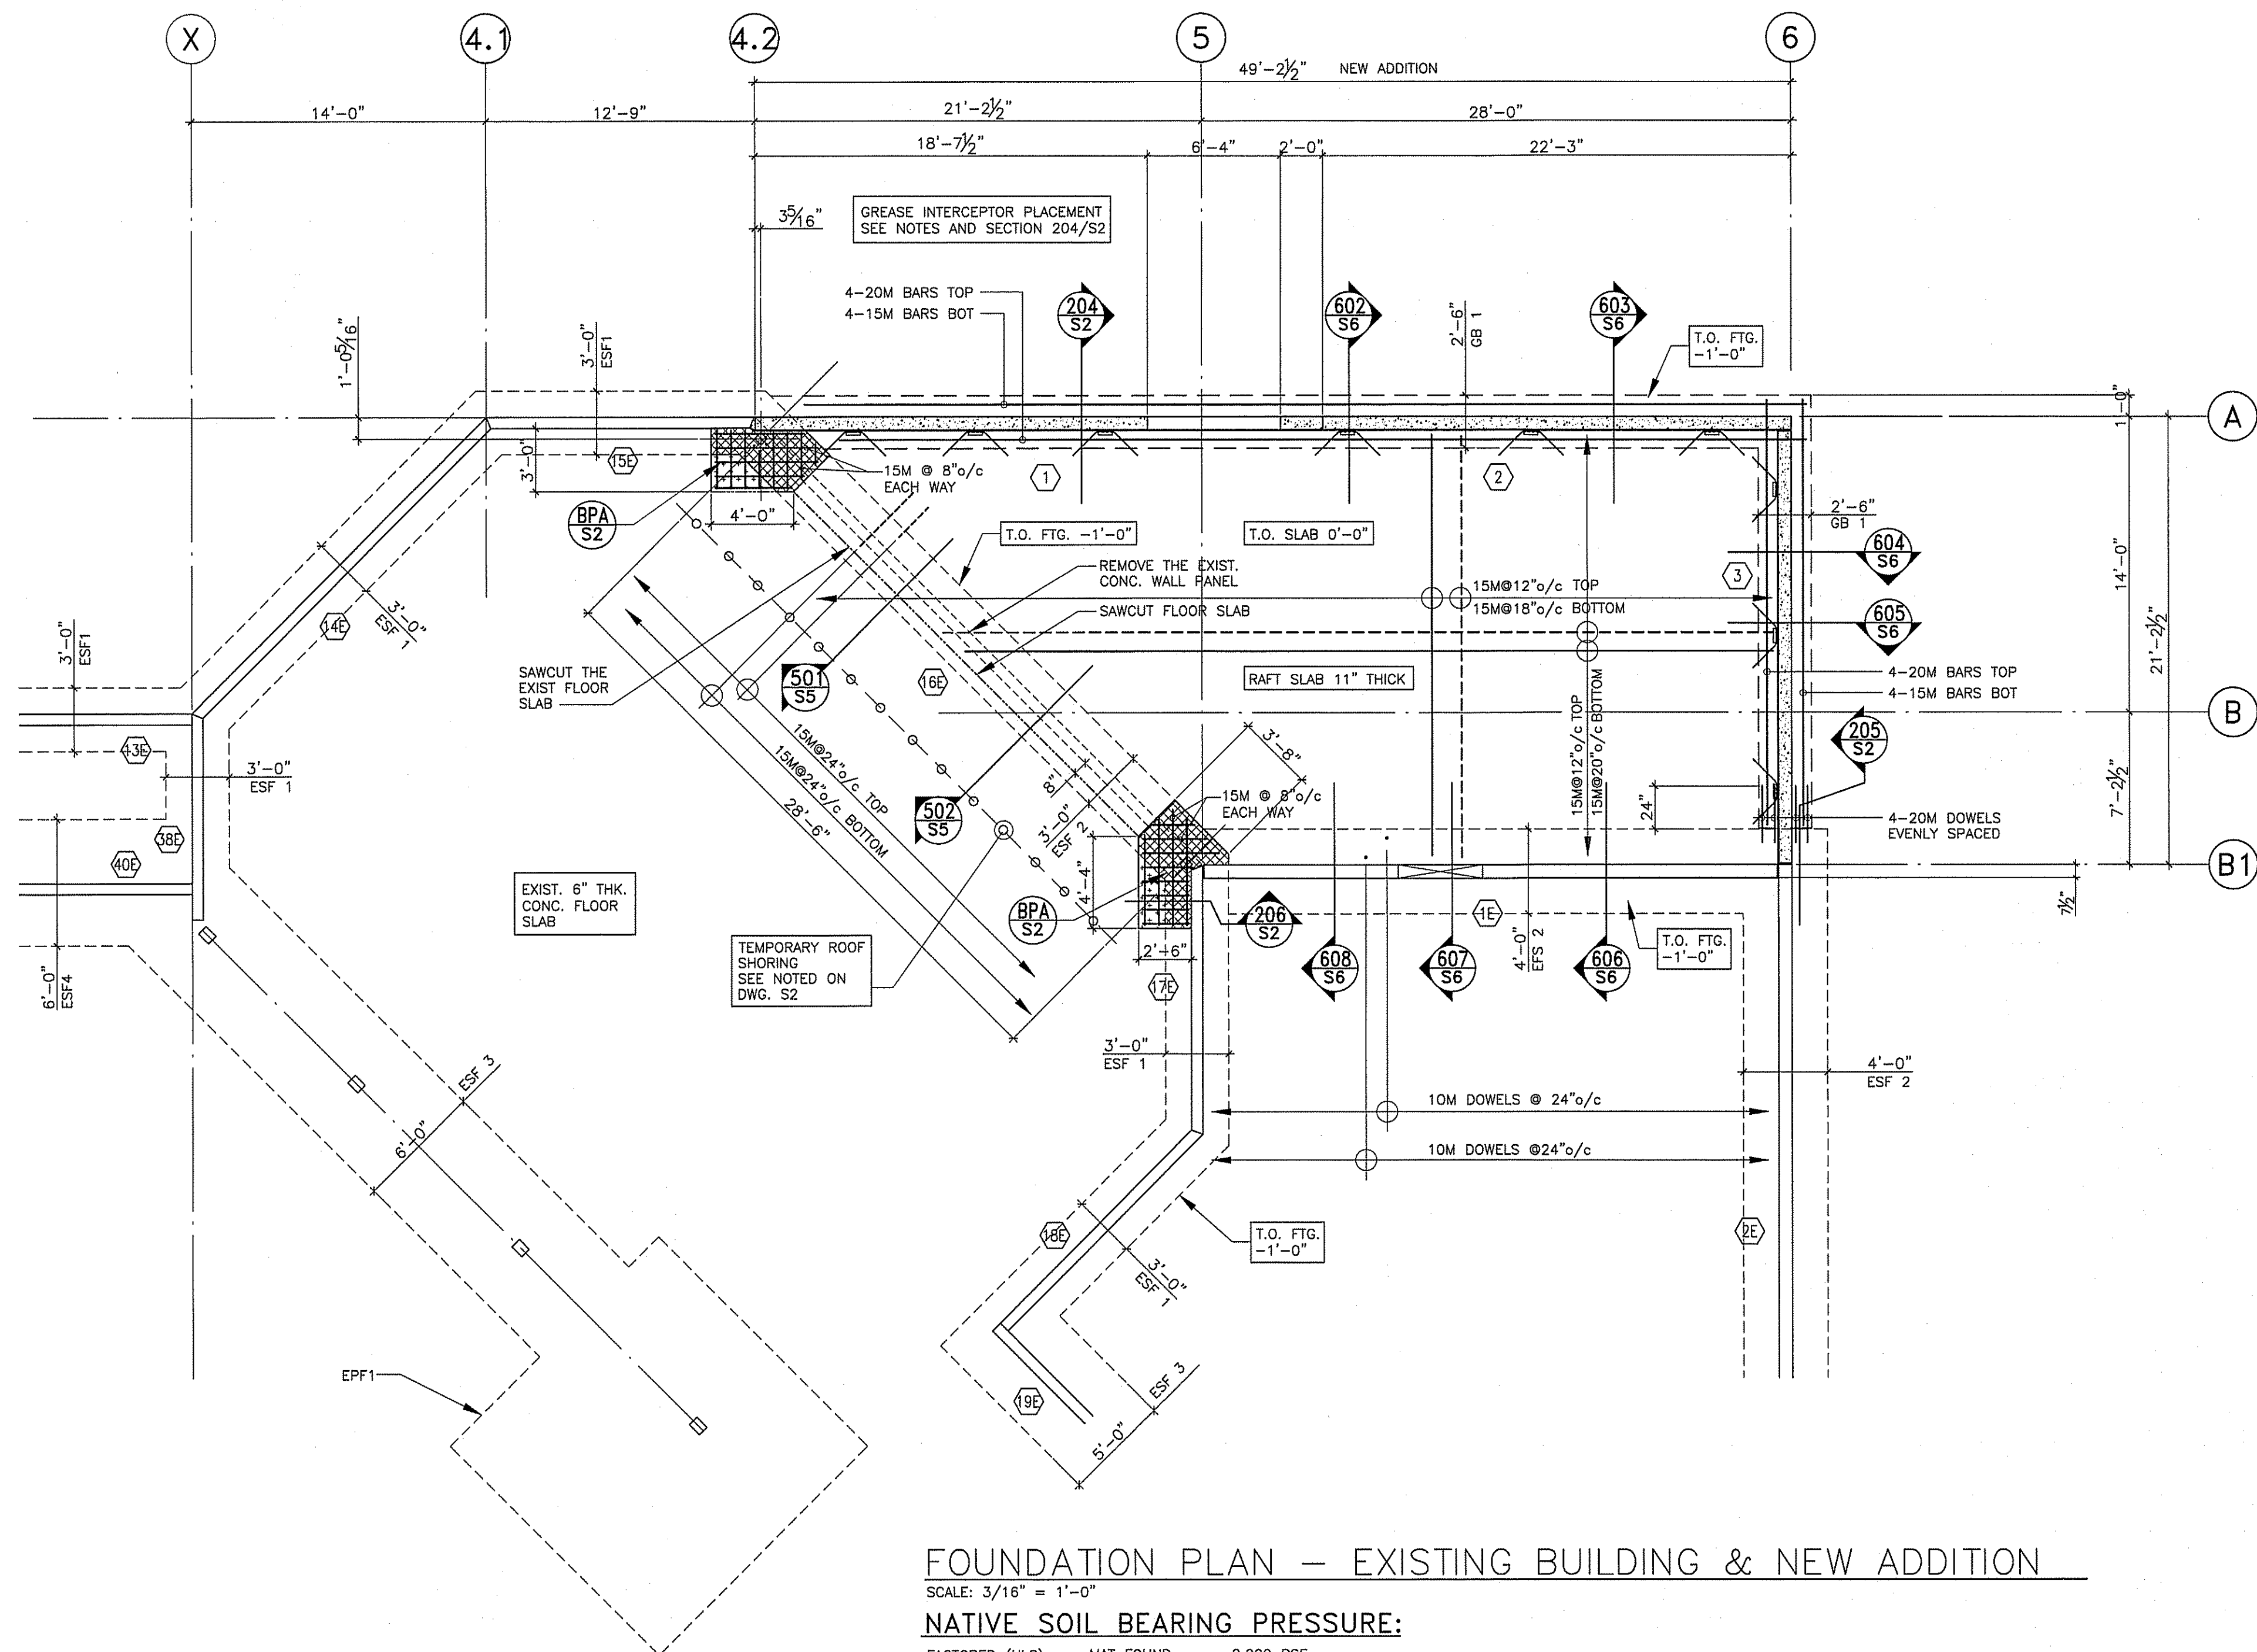 X
4.1
4.2
5
6
49'-2½" NEW ADDITION
14'-0"
12'-9"
21'-2½"
28'-0"
18'-7½"
6'-4"
2'-0"
22'-3"
3 5/16"
GREASE INTERCEPTOR PLACEMENT
SEE NOTES AND SECTION 204/S2
4-20M BARS TOP
4-15M BARS BOT
204
S2
602
S6
603
S6
2'-6"
GB 1
T.O. FTG.
-1'-0"
1'-0 5/16"
3'-0"
ESF1
A
1'-0"
15E
3'-0"
15M @ 8"o/c
EACH WAY
4'-0"
BPA
S2
1
2
2'-6"
GB 1
T.O. FTG. -1'-0"
T.O. SLAB 0'-0"
604
S6
14'-0"
REMOVE THE EXIST.
CONC. WALL PANEL
SAWCUT FLOOR SLAB
15M@12"o/c TOP
15M@18"o/c BOTTOM
3
605
S6
21'-2½"
14E
3'-0"
ESF 1
3'-0"
ESF1
SAWCUT THE
EXIST FLOOR
SLAB
501
S5
16E
RAFT SLAB 11" THICK
4-20M BARS TOP
4-15M BARS BOT
B
205
S2
43E
3'-0"
ESF 1
15M@24"o/c TOP
15M@24"o/c BOTTOM
28'-6"
3'-8"
8"
3'-0"
ESF 2
15M@12"o/c TOP
15M@20"o/c BOTTOM
24"
7'-2½"
502
S5
15M @ 8"o/c
EACH WAY
4-20M DOWELS
EVENLY SPACED
38E
40E
4'-4"
B1
7½"
EXIST. 6" THK.
CONC. FLOOR
SLAB
BPA
S2
206
S2
1E
TEMPORARY ROOF
SHORING
SEE NOTED ON
DWG. S2
2'-6"
4'-0"
EFS 2
T.O. FTG.
-1'-0"
608
S6
607
S6
606
S6
17E
6'-0"
ESF4
3'-0"
ESF 1
4'-0"
ESF 2
ESF 3
6'-0"
10M DOWELS @ 24"o/c
10M DOWELS @24"o/c
18E
T.O. FTG.
-1'-0"
2E
3'-0"
ESF 1
EPF1
19E
ESF 3
5'-0"
FOUNDATION PLAN – EXISTING BUILDING & NEW ADDITION
SCALE: 3/16" = 1'-0"
NATIVE SOIL BEARING PRESSURE: